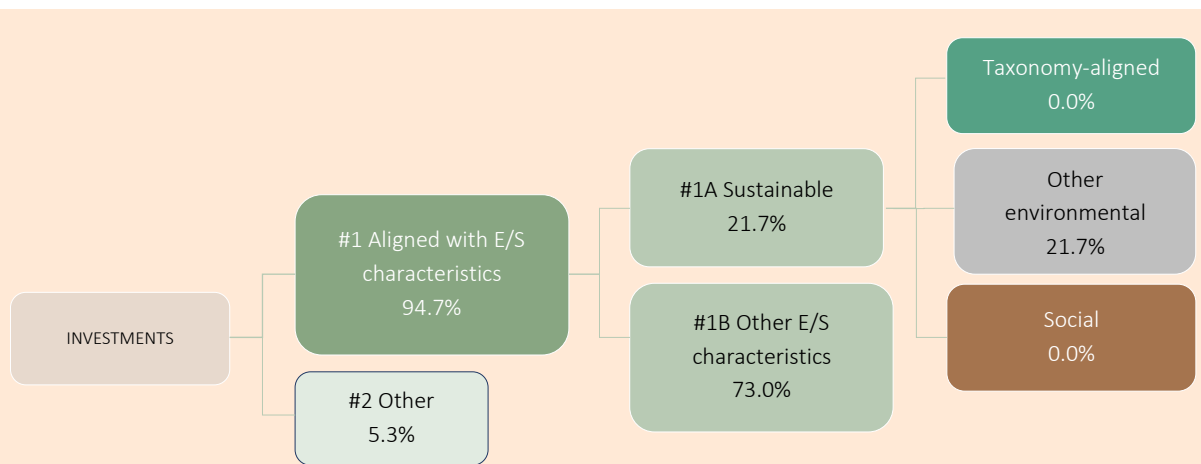 INVESTMENTS
#1 Aligned with E/S
characteristics
94.7%
#2 Other
5.3%
#1A Sustainable
21.7%
#1B Other E/S
characteristics
73.0%
Taxonomy-aligned
0.0%
Other
environmental
21.7%
Social
0.0%